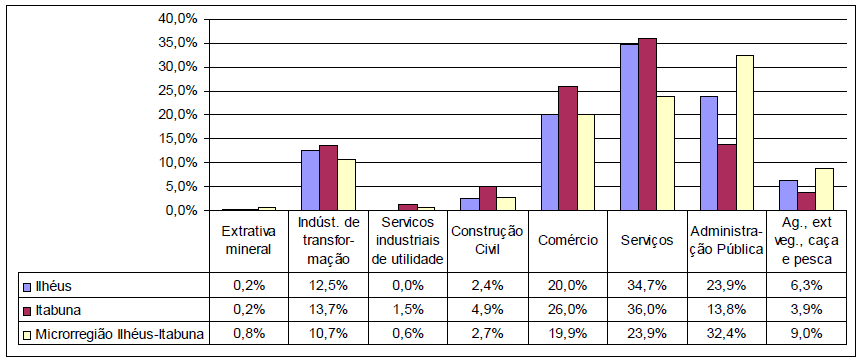 40,0%
35,0%
30,0%
25,0%
20,0%
15,0%
10,0%
5,0%
0,0%
Extrativa mineral
Indúst. de transfor-mação
Servicos industriais de utilidade
Construção Civil
Comércio
Serviços
Administra-ção Pública
Ag., ext veg., caça e pesca
Ilhéus 0,2% 12,5% 0,0% 2,4% 20,0% 34,7% 23,9% 6,3%
Itabuna 0,2% 13,7% 1,5% 4,9% 26,0% 36,0% 13,8% 3,9%
Microrregião Ilhéus-Itabuna 0,8% 10,7% 0,6% 2,7% 19,9% 23,9% 32,4% 9,0%